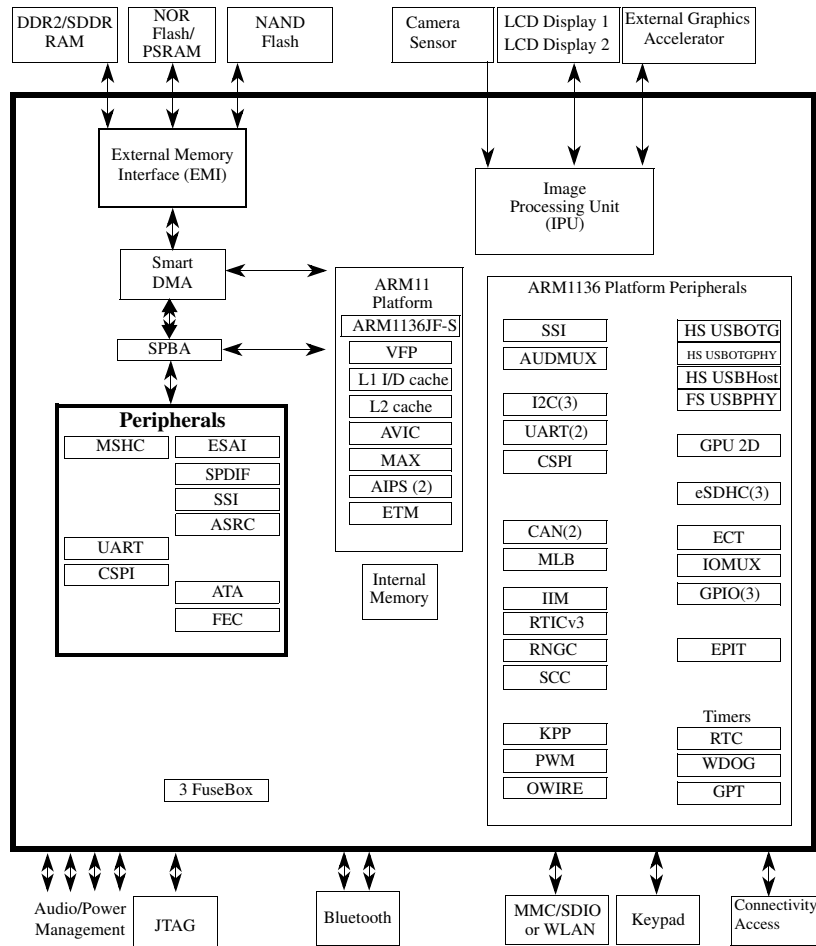 DDR2/SDDR
RAM
NOR
Flash/
PSRAM
NAND
Flash
Camera
Sensor
LCD Display 1
LCD Display 2
External Graphics
Accelerator
External Memory
Interface (EMI)
Image
Processing Unit
(IPU)
Smart
DMA
SPBA
Peripherals
MSHC
ESAI
SPDIF
SSI
ASRC
UART
CSPI
ATA
FEC
ARM11
Platform
ARM1136JF-S
VFP
L1 I/D cache
L2 cache
AVIC
MAX
AIPS (2)
ETM
Internal
Memory
ARM1136 Platform Peripherals
SSI
AUDMUX
I2C(3)
UART(2)
CSPI
CAN(2)
MLB
IIM
RTICv3
RNGC
SCC
KPP
PWM
OWIRE
HS USBOTG
HS USBOTGPHY
HS USBHost
FS USBPHY
GPU 2D
eSDHC(3)
ECT
IOMUX
GPIO(3)
EPIT
Timers
RTC
WDOG
GPT
3 FuseBox
Audio/Power
Management
JTAG
Bluetooth
MMC/SDIO
or WLAN
Keypad
Connectivity
Access